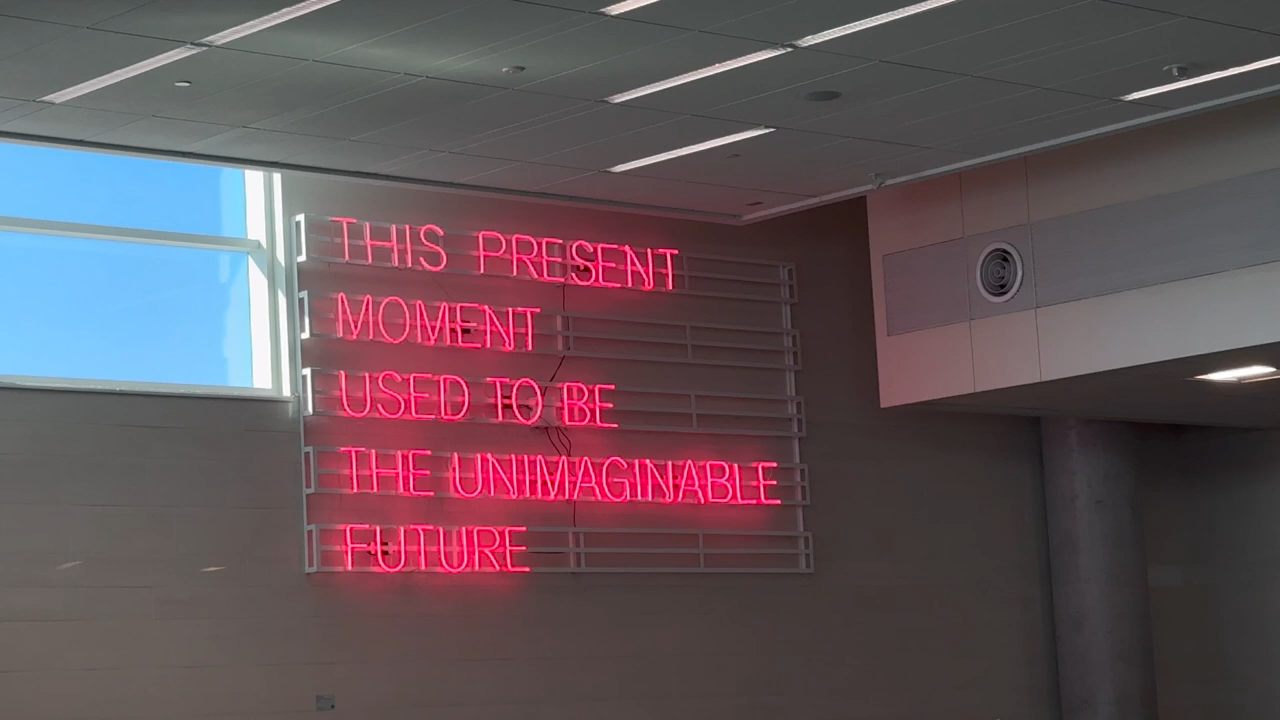 THIS PRESENT
MOMENT
USED TO BE
THE UNIMAGINABLE
FUTURE